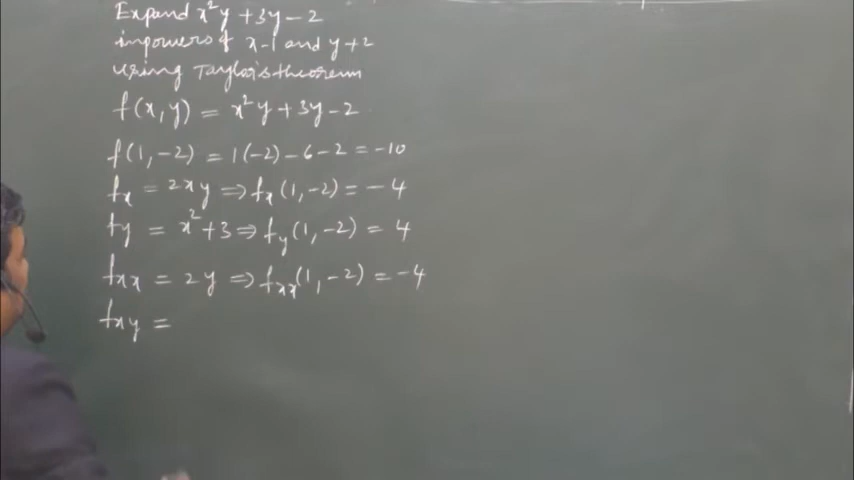 Expand x²y + 3y - 2
in powers of x-1 and y+2
using Taylor's theorem
f(x,y) = x²y + 3y - 2
f(1,-2) = 1(-2) - 6 - 2 = -10
fx = 2xy ⇒ fx(1,-2) = -4
fy = x² + 3 ⇒ fy(1,-2) = 4
fxx = 2y ⇒ fxx(1,-2) = -4
fxy =